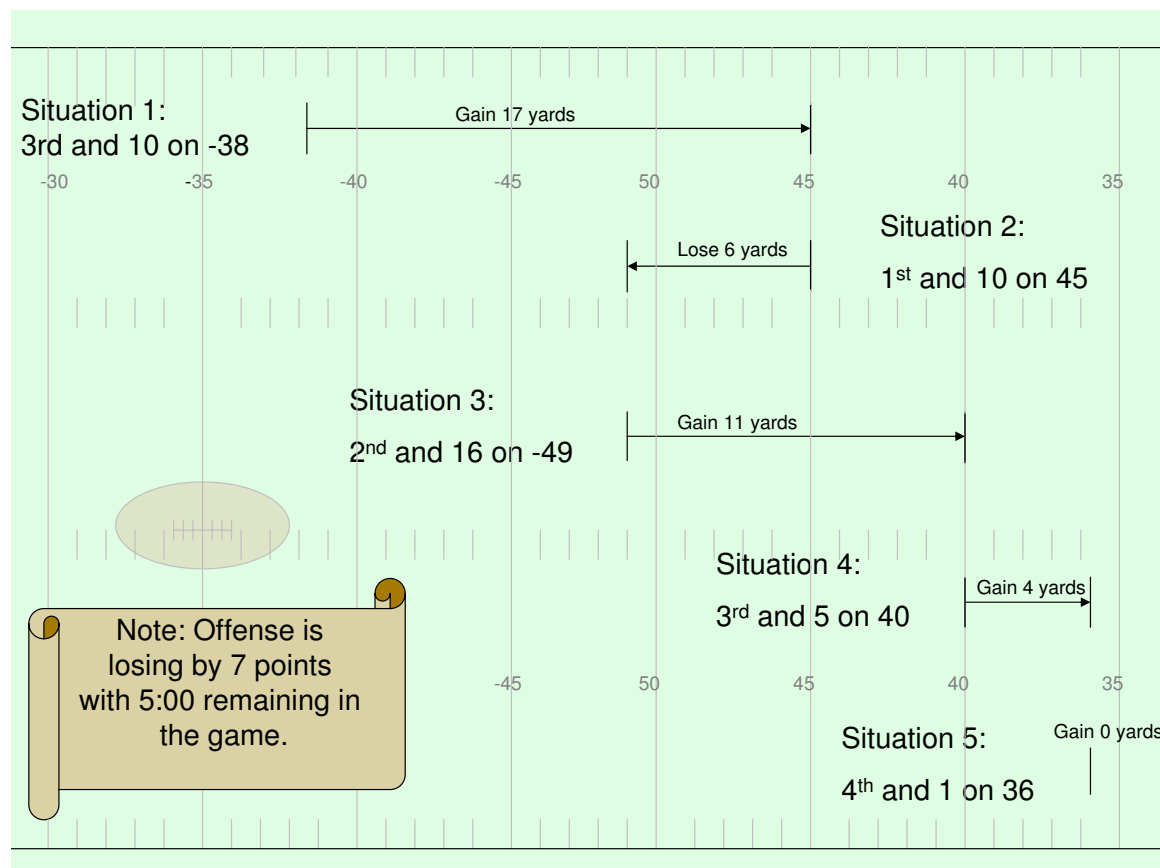 Situation 1:
3rd and 10 on -38
Gain 17 yards
-30 -35 -40 -45 50 45 40 35
Situation 2:
1st and 10 on 45
Lose 6 yards
Situation 3:
2nd and 16 on -49
Gain 11 yards
Situation 4:
3rd and 5 on 40
Gain 4 yards
Note: Offense is
losing by 7 points
with 5:00 remaining in
the game.
-45 50 45 40 35
Situation 5:
4th and 1 on 36
Gain 0 yards